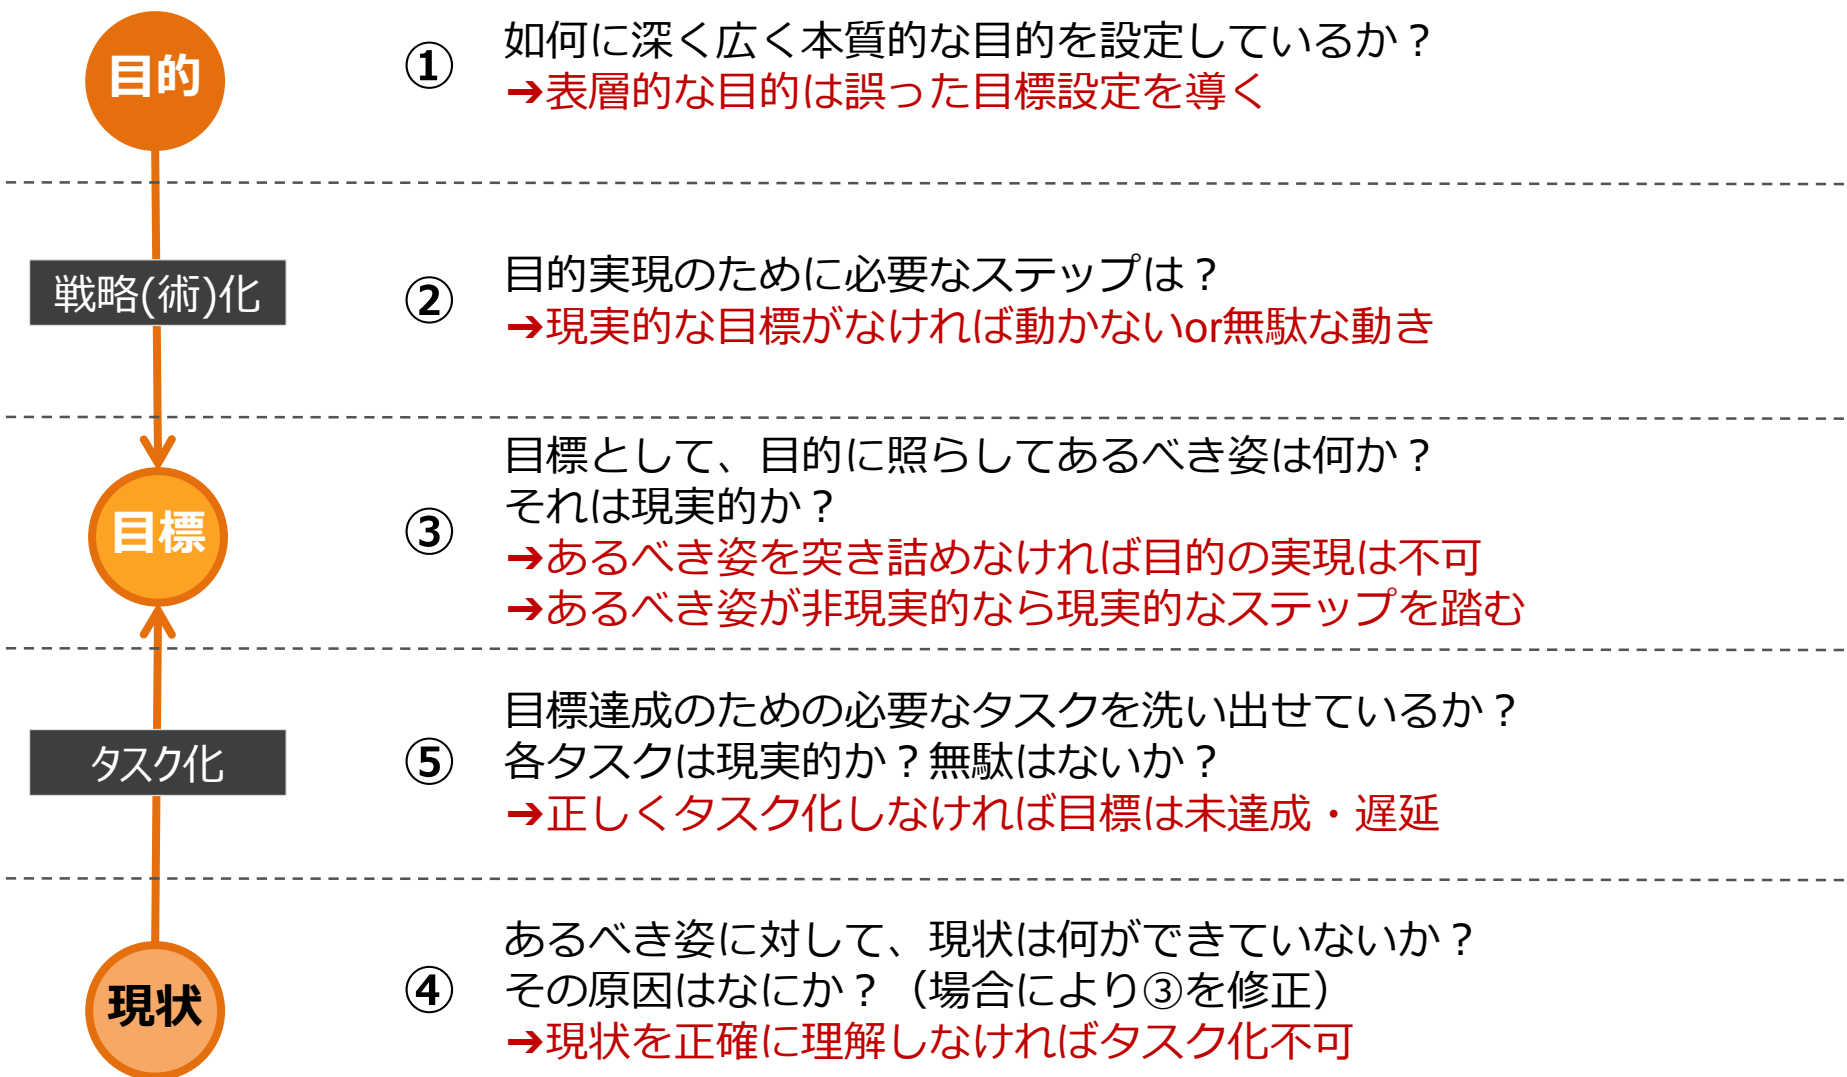 目的
①
如何に深く広く本質的な目的を設定しているか？
➔表層的な目的は誤った目標設定を導く
戦略(術)化
②
目的実現のために必要なステップは？
➔現実的な目標がなければ動かないor無駄な動き
目標
③
目標として、目的に照らしてあるべき姿は何か？
それは現実的か？
➔あるべき姿を突き詰めなければ目的の実現は不可
➔あるべき姿が非現実的なら現実的なステップを踏む
タスク化
⑤
目標達成のための必要なタスクを洗い出せているか？
各タスクは現実的か？無駄はないか？
➔正しくタスク化しなければ目標は未達成・遅延
現状
④
あるべき姿に対して、現状は何ができていないか？
その原因はなにか？（場合により③を修正）
➔現状を正確に理解しなければタスク化不可